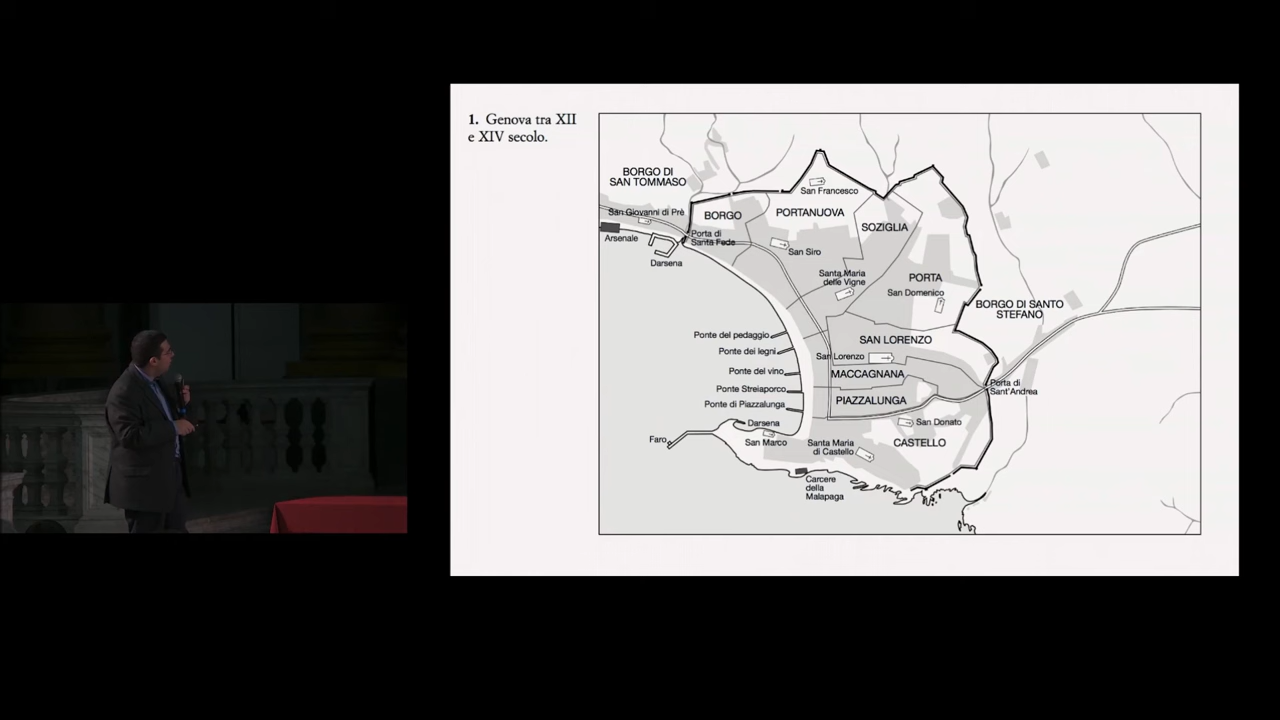 1. Genova tra XII
e XIV secolo.
BORGO DI
SAN TOMMASO
San Giovanni di Prè
Arsenale
Darsena
BORGO
Porta di
Santa Fede
PORTANUOVA
San Francesco
SOZIGLIA
San Siro
Santa Maria
delle Vigne
PORTA
San Domenico
BORGO DI SANTO
STEFANO
Ponte del pedaggio
Ponte dei legni
Ponte del vino
Ponte Streiaporco
Ponte di Piazzalunga
SAN LORENZO
San Lorenzo
MACCAGNANA
PIAZZALUNGA
Porta di
Sant'Andrea
Darsena
Faro
San Marco
Santa Maria
di Castello
San Donato
CASTELLO
Carcere
della
Malapaga